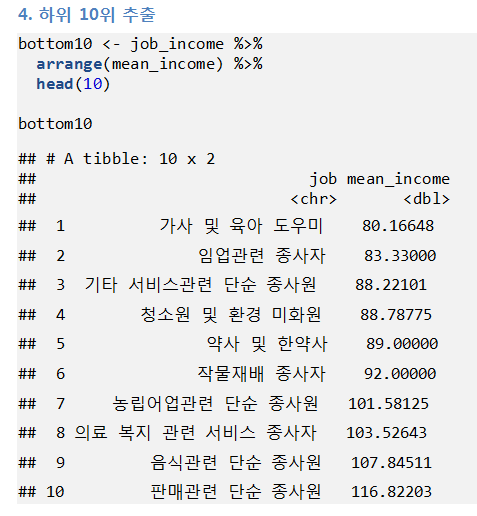 4. 하위 10위 추출
bottom10 <- job_income %>%
  arrange(mean_income) %>%
  head(10)
bottom10
## # A tibble: 10 x 2
## job mean_income
## <chr> <dbl>
## 1 가사 및 육아 도우미 80.16648
## 2 임업관련 종사자 83.33000
## 3 기타 서비스관련 단순 종사원 88.22101
## 4 청소원 및 환경 미화원 88.78775
## 5 약사 및 한약사 89.00000
## 6 작물재배 종사자 92.00000
## 7 농립어업관련 단순 종사원 101.58125
## 8 의료 복지 관련 서비스 종사자 103.52643
## 9 음식관련 단순 종사원 107.84511
## 10 판매관련 단순 종사원 116.82203